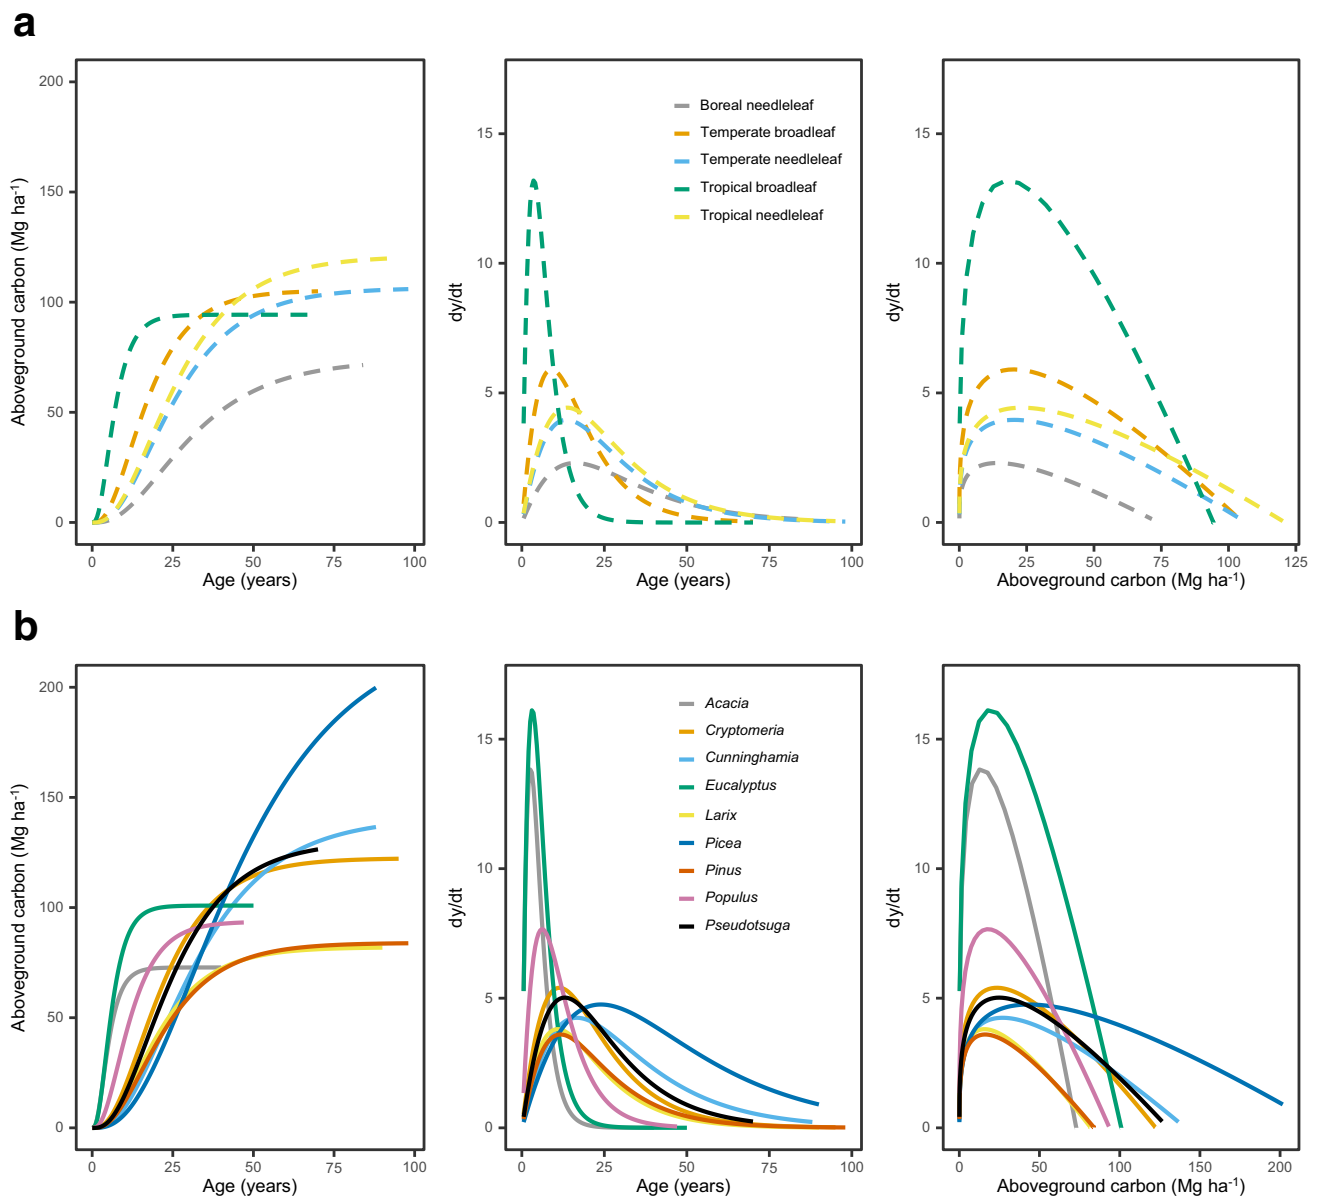 a
200
150
100
50
0
Aboveground carbon (Mg ha-1)
0 25 50 75 100
Age (years)
15
10
5
0
dy/dt
Boreal needleleaf
Temperate broadleaf
Temperate needleleaf
Tropical broadleaf
Tropical needleleaf
0 25 50 75 100
Age (years)
15
10
5
0
dy/dt
0 25 50 75 100 125
Aboveground carbon (Mg ha-1)
b
200
150
100
50
0
Aboveground carbon (Mg ha-1)
0 25 50 75 100
Age (years)
15
10
5
0
dy/dt
Acacia
Cryptomeria
Cunninghamia
Eucalyptus
Larix
Picea
Pinus
Populus
Pseudotsuga
0 25 50 75 100
Age (years)
15
10
5
0
dy/dt
0 50 100 150 200
Aboveground carbon (Mg ha-1)